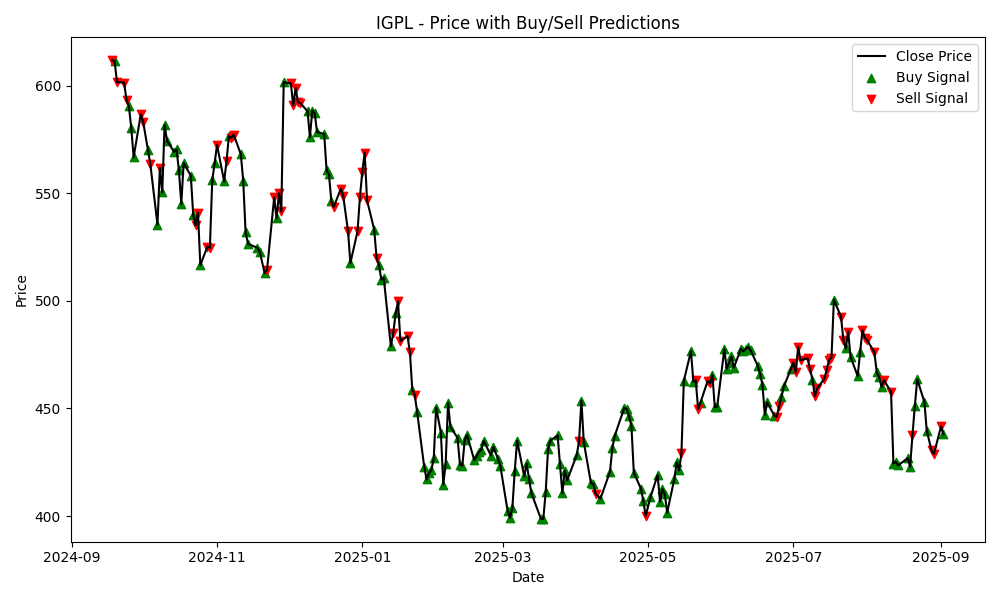 IGPL - Price with Buy/Sell Predictions
Close Price
Buy Signal
Sell Signal
Price
600
550
500
450
400
2024-09 2024-11 2025-01 2025-03 2025-05 2025-07 2025-09
Date